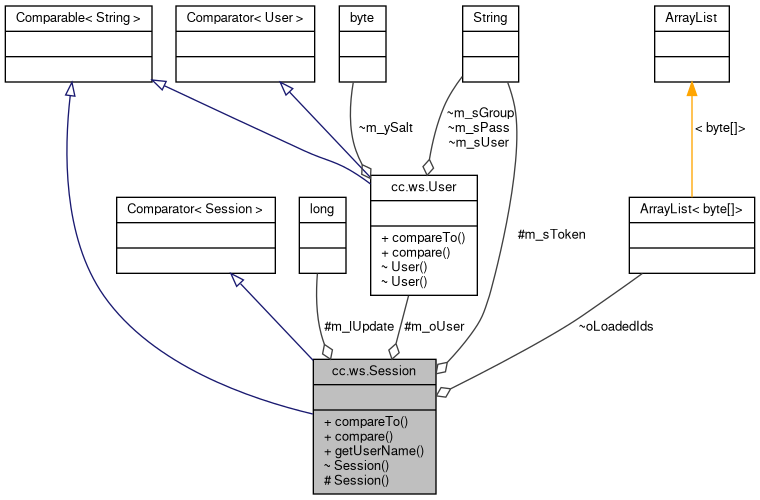 Comparable< String >
Comparator< User >
byte
String
ArrayList
~m_ySalt
~m_sGroup
~m_sPass
~m_sUser
< byte[]>
cc.ws.User
+ compareTo()
+ compare()
~ User()
~ User()
Comparator< Session >
long
ArrayList< byte[]>
#m_sToken
#m_lUpdate
#m_oUser
~oLoadedIds
cc.ws.Session
+ compareTo()
+ compare()
+ getUserName()
~ Session()
# Session()